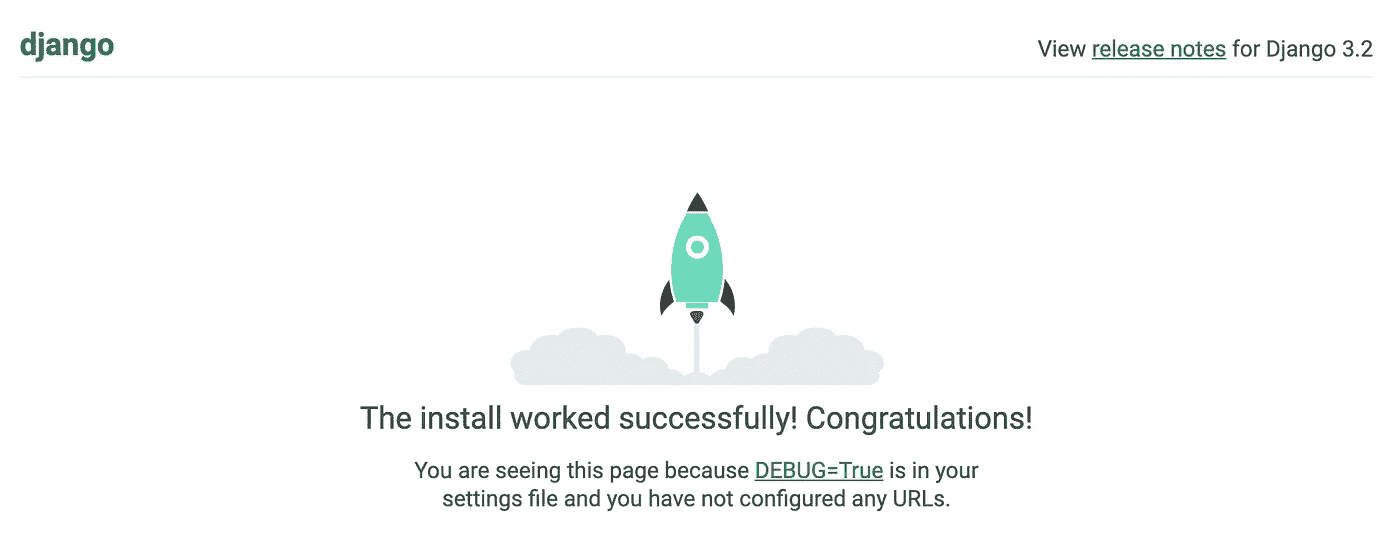 django
View release notes for Django 3.2
The install worked successfully! Congratulations!
You are seeing this page because DEBUG=True is in your
settings file and you have not configured any URLs.